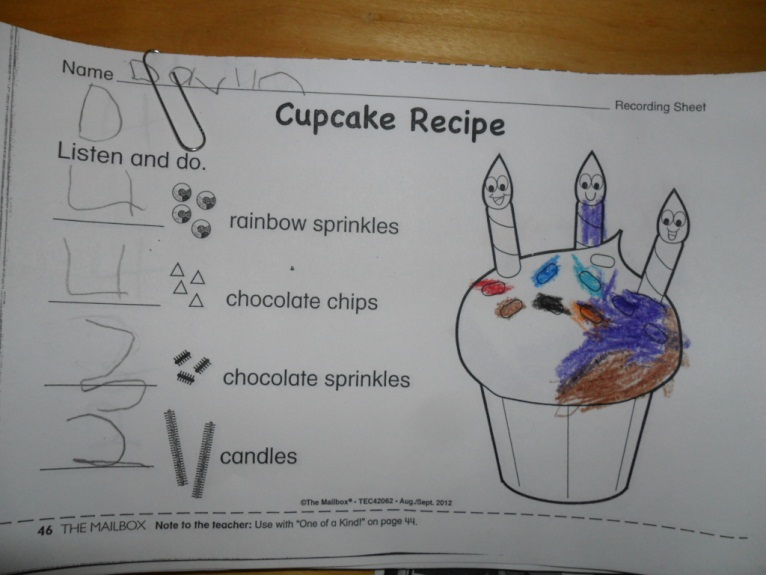 Name Devlin
Recording Sheet
Cupcake Recipe
Listen and do.
4 rainbow sprinkles
4 chocolate chips
3 chocolate sprinkles
2 candles
©The Mailbox® • TEC42062 • Aug./Sept. 2012
46 THE MAILBOX Note to the teacher: Use with "One of a Kind!" on page 44.